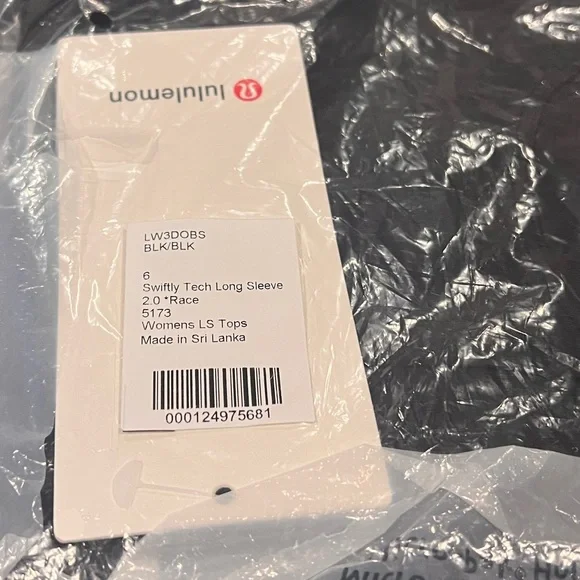 lululemon
LW3DOBS
BLK/BLK
6
Swiftly Tech Long Sleeve
2.0 *Race
5173
Womens LS Tops
Made in Sri Lanka
000124975681